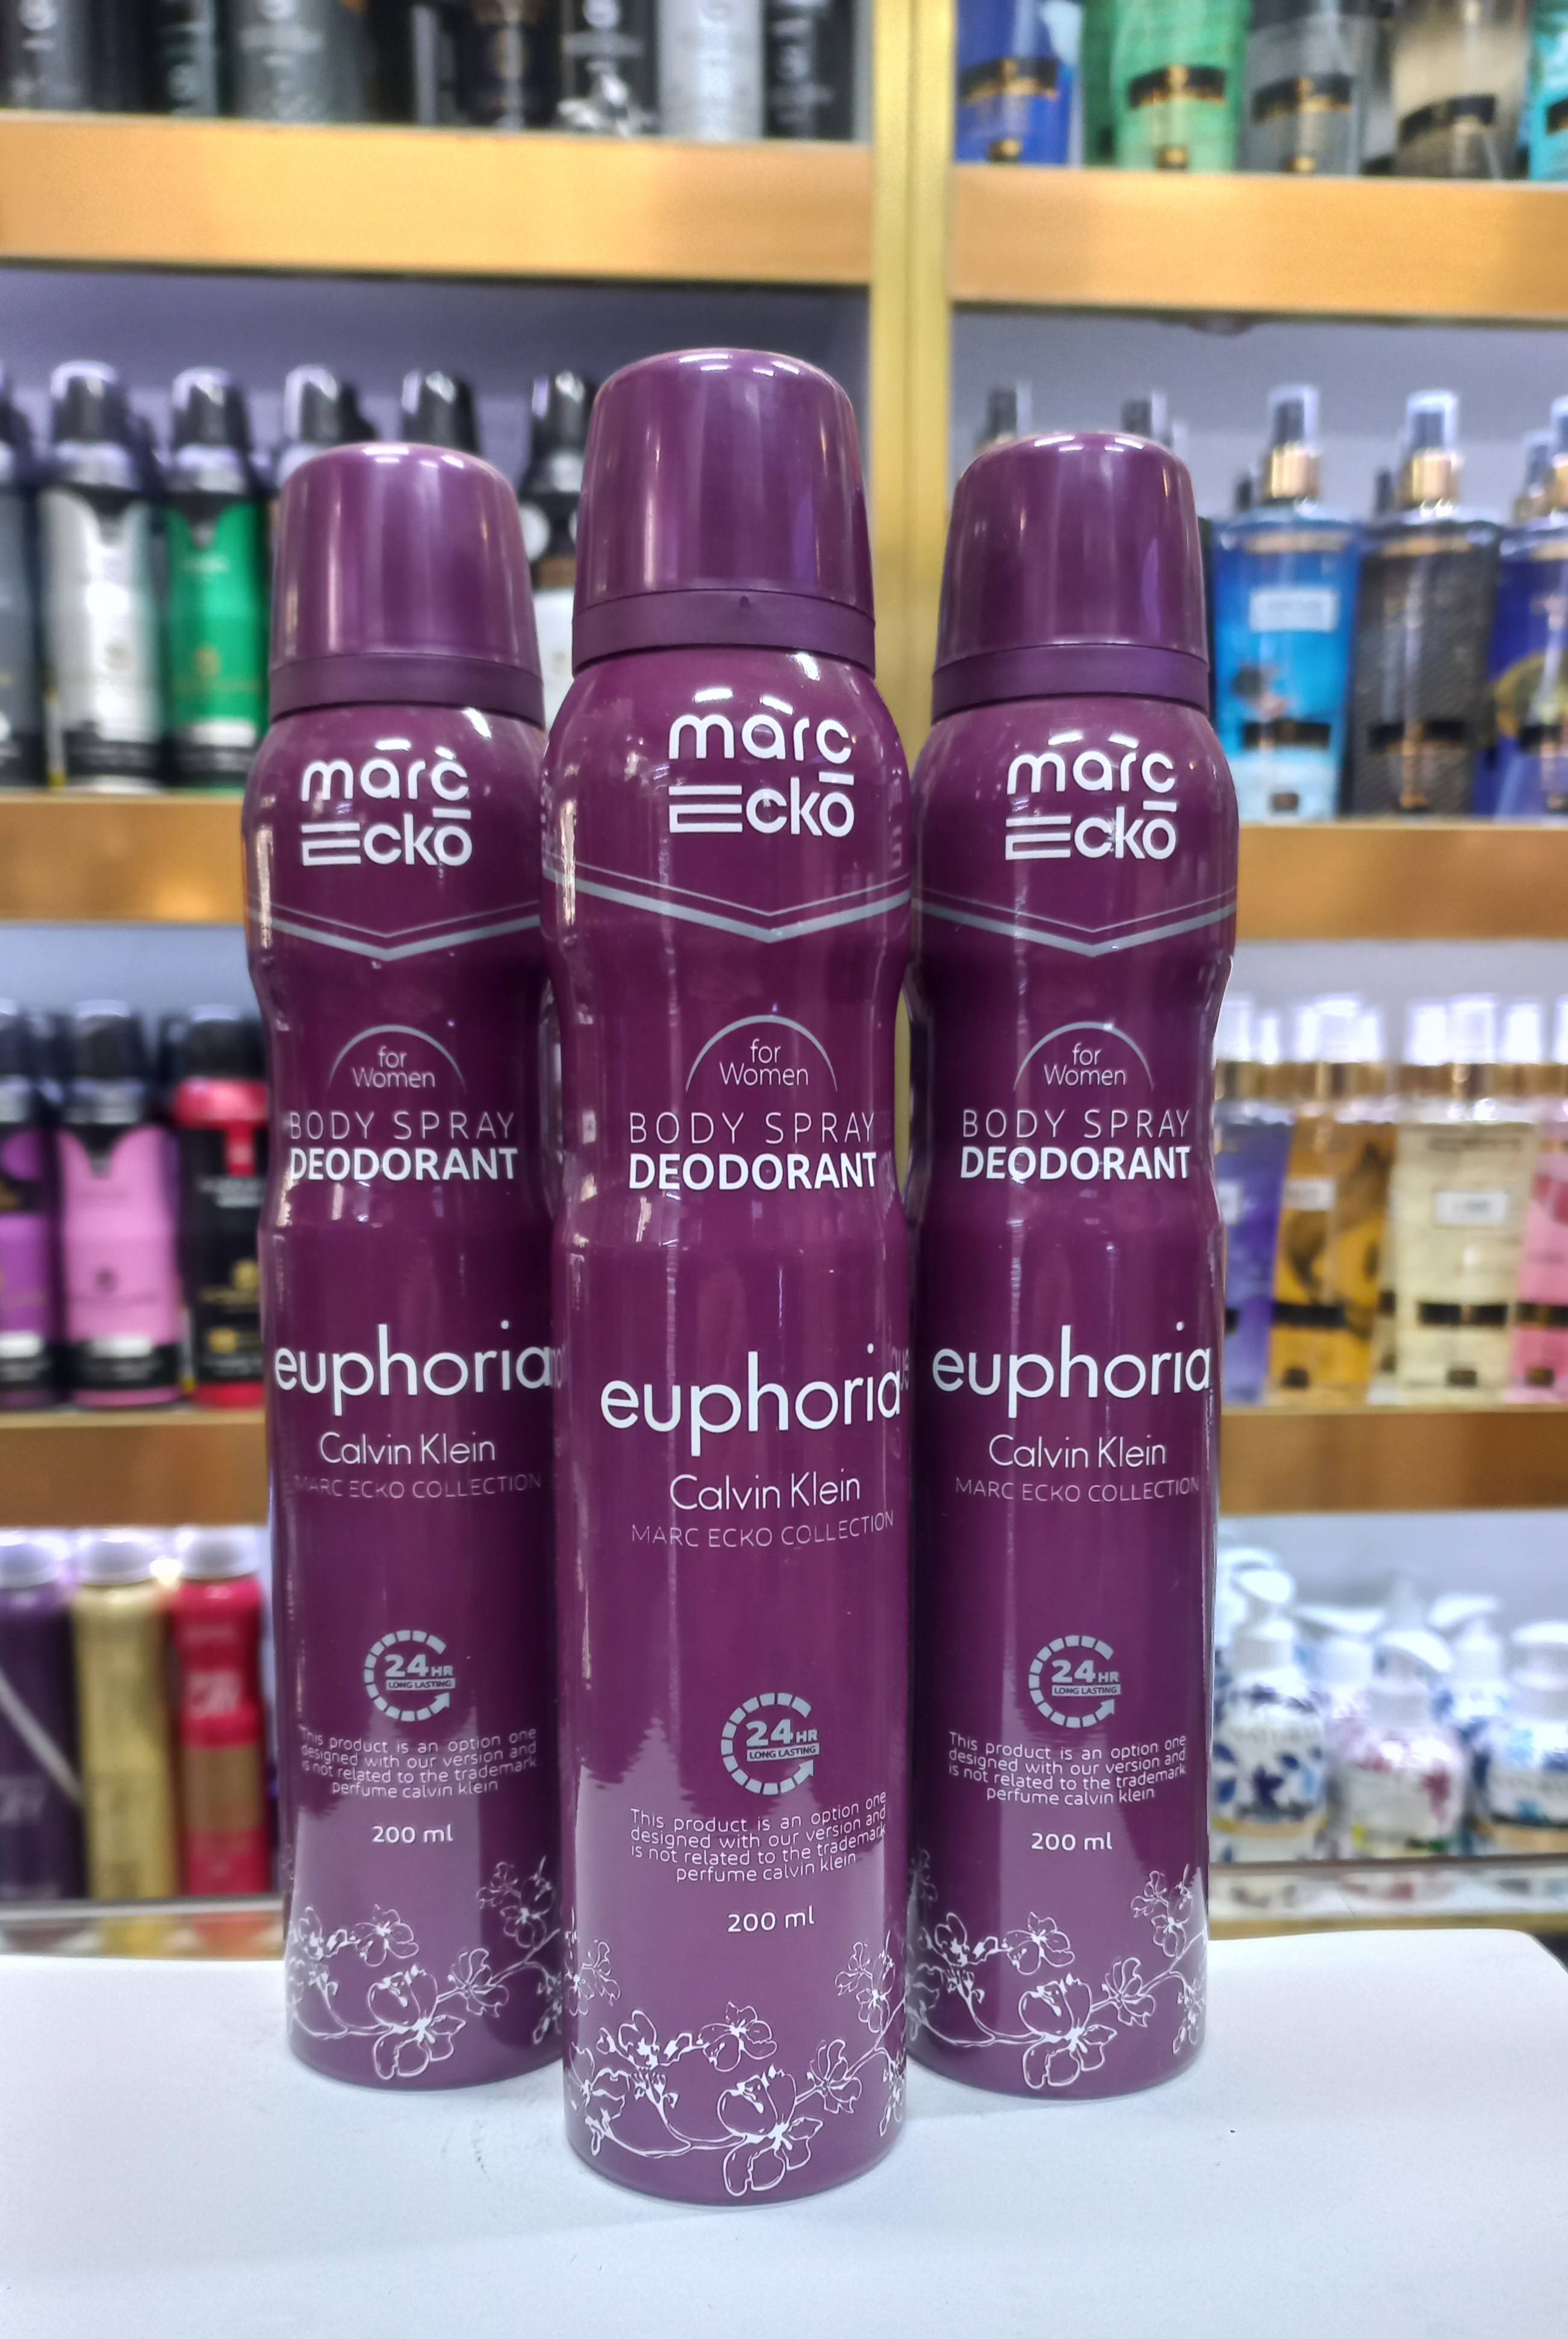 marc
Ecko
for
Women
BODY SPRAY
DEODORANT
euphoria
Calvin Klein
MARC ECKO COLLECTION
24HR
LONG LASTING
This product is an option one
designed with our version and
is not related to the trademark
perfume calvin klein
200 ml
marc
Ecko
for
Women
BODY SPRAY
DEODORANT
euphoria
Calvin Klein
MARC ECKO COLLECTION
24HR
LONG LASTING
This product is an option one
designed with our version and
is not related to the trademark
perfume calvin klein
200 ml
marc
Ecko
for
Women
BODY SPRAY
DEODORANT
euphoria
Calvin Klein
MARC ECKO COLLECTION
24HR
LONG LASTING
This product is an option one
designed with our version and
is not related to the trademark
perfume calvin klein
200 ml